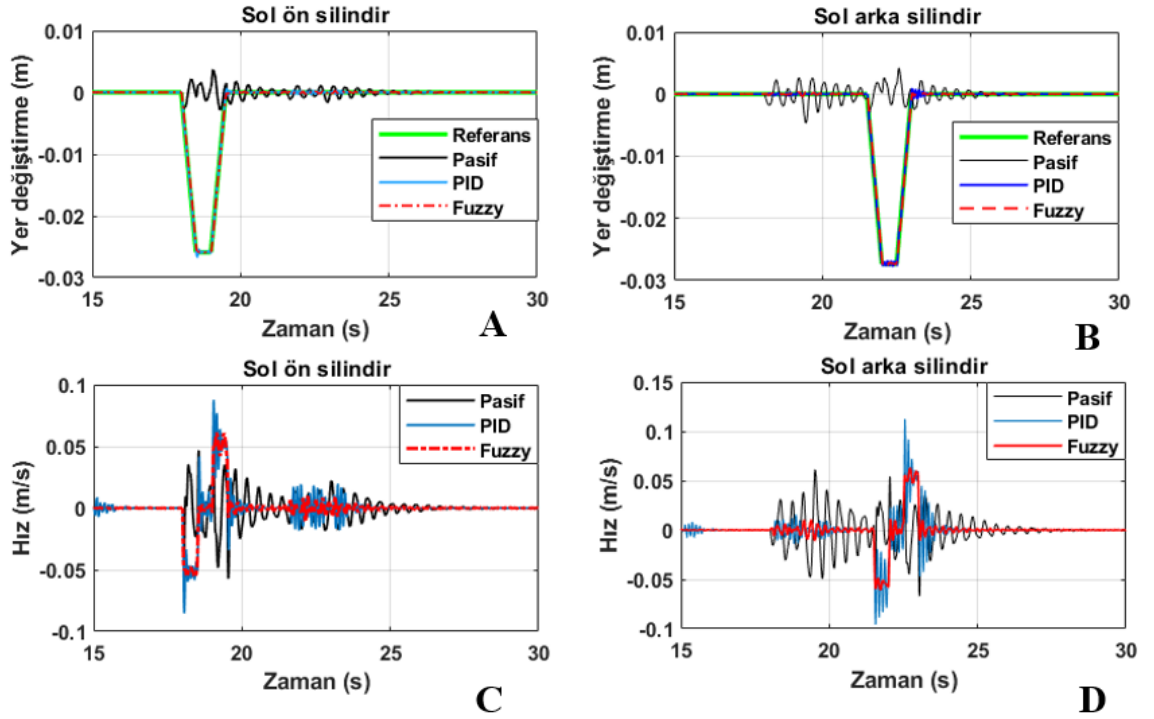 Sol ön silindir
0.01
0
-0.01
-0.02
-0.03
Yer değiştirme (m)
Referans
Pasif
PID
Fuzzy
15
20
25
30
Zaman (s)
A
Sol arka silindir
0.01
0
-0.01
-0.02
-0.03
Yer değiştirme (m)
Referans
Pasif
PID
Fuzzy
15
20
25
30
Zaman (s)
B
Sol ön silindir
0.1
0.05
0
-0.05
-0.1
Hız (m/s)
Pasif
PID
Fuzzy
15
20
25
30
Zaman (s)
C
Sol arka silindir
0.15
0.1
0.05
0
-0.05
-0.1
Hız (m/s)
Pasif
PID
Fuzzy
15
20
25
30
Zaman (s)
D